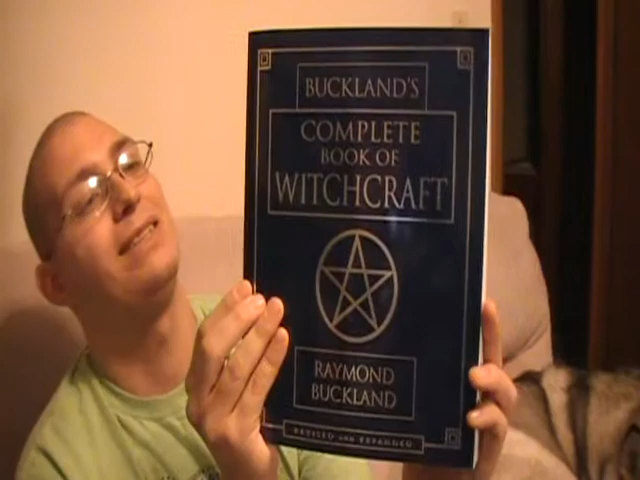 BUCKLAND'S
COMPLETE
BOOK OF
WITCHCRAFT
RAYMOND
BUCKLAND
REVISED AND EXPANDED